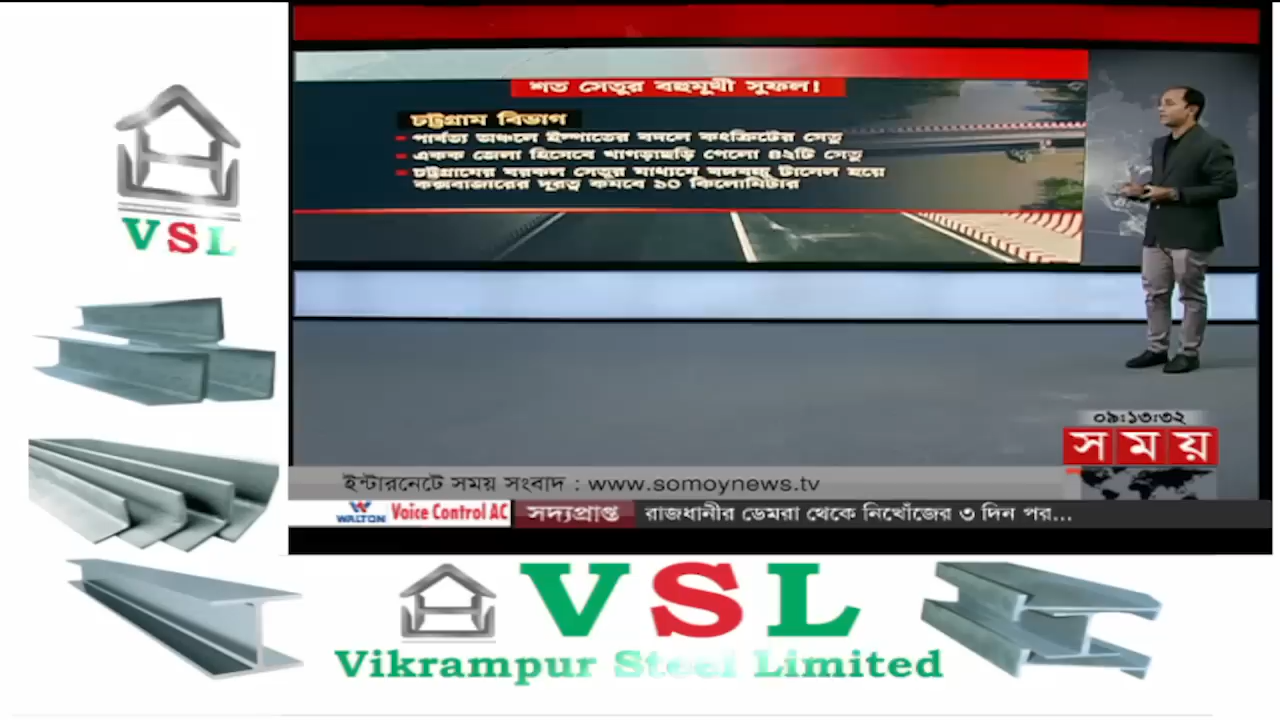 শত সেতুর বহুমুখী সুফল!
চট্টগ্রাম বিভাগ
পার্বত্য অঞ্চলে ইস্পাতের বদলে কংক্রিটের সেতু
একক জেলা হিসেবে খাগড়াছড়ি পেলো ৪২টি সেতু
চট্টগ্রামের বরকল সেতুর মাধ্যমে বঙ্গবন্ধু টানেল হয়ে
কক্সবাজারের দূরত্ব কমবে ১০ কিলোমিটার
VSL
০৯:১৩:৩২
সময়
ইন্টারনেটে সময় সংবাদ : www.somoynews.tv
WALTON Voice Control AC সদ্যপ্রাপ্ত রাজধানীর ডেমরা থেকে নিখোঁজের ৩ দিন পর...
VSL
Vikrampur Steel Limited